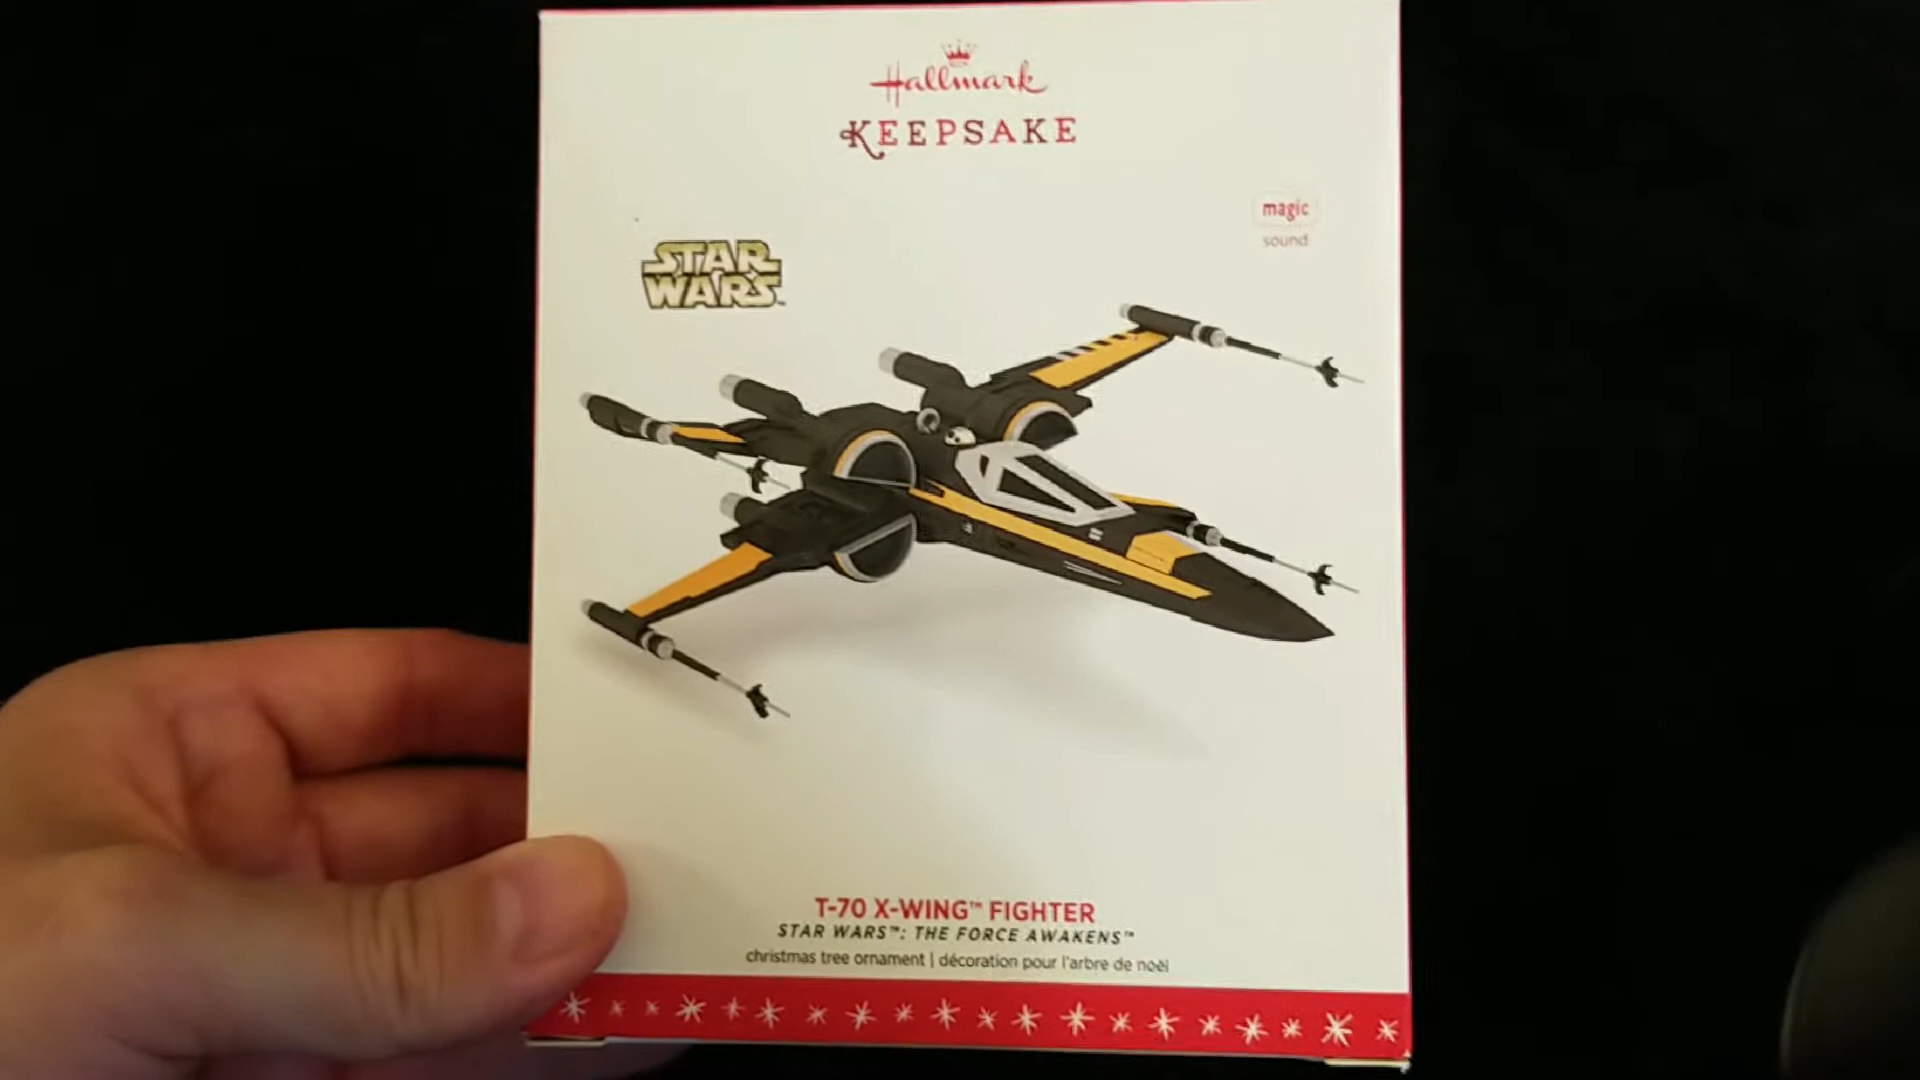 Hallmark
KEEPSAKE
magic
sound
STAR
WARS™
T-70 X-WING™ FIGHTER
STAR WARS™: THE FORCE AWAKENS™
christmas tree ornament | décoration pour l'arbre de noël